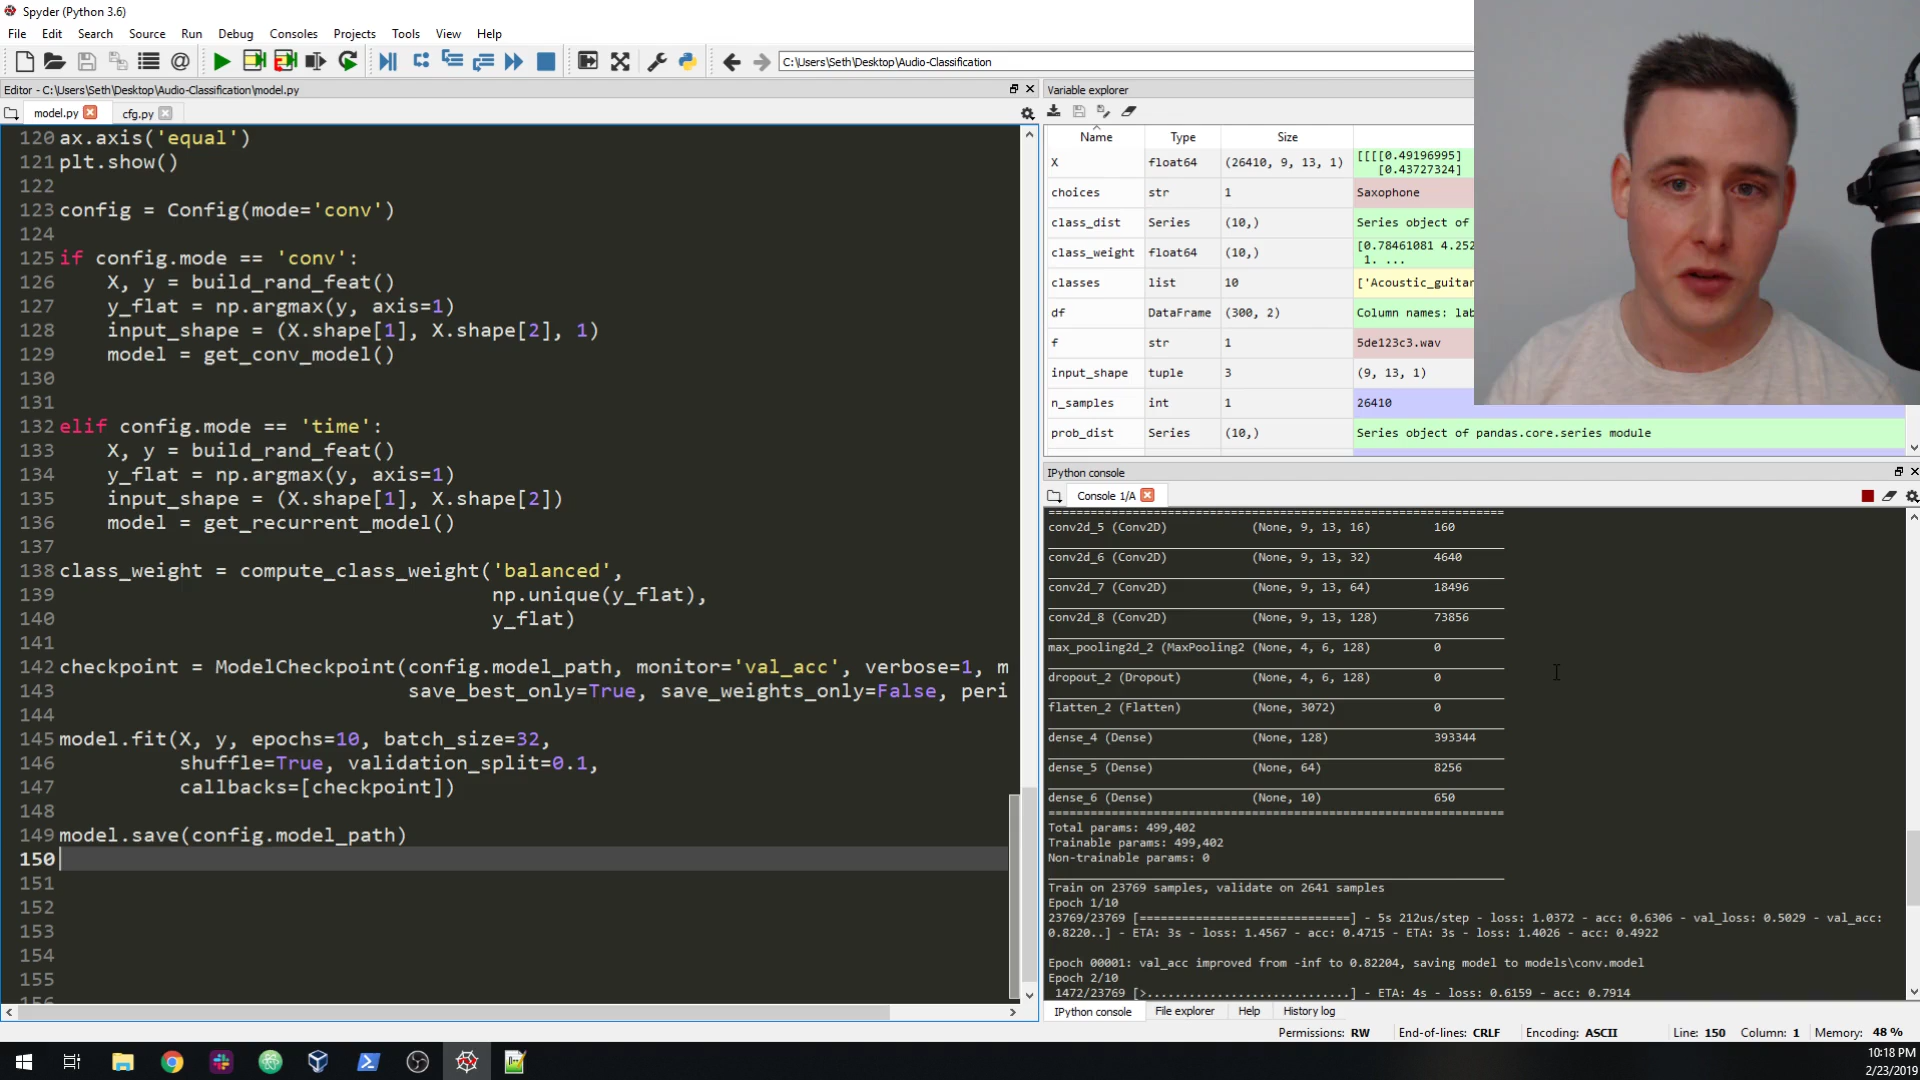 Spyder (Python 3.6)
File Edit Search Source Run Debug Consoles Projects Tools View Help
C:\Users\Seth\Desktop\Audio-Classification
Editor - C:\Users\Seth\Desktop\Audio-Classification\model.py
model.py cfg.py
120 ax.axis('equal')
121 plt.show()
122
123 config = Config(mode='conv')
124
125 if config.mode == 'conv':
126 X, y = build_rand_feat()
127 y_flat = np.argmax(y, axis=1)
128 input_shape = (X.shape[1], X.shape[2], 1)
129 model = get_conv_model()
130
131
132 elif config.mode == 'time':
133 X, y = build_rand_feat()
134 y_flat = np.argmax(y, axis=1)
135 input_shape = (X.shape[1], X.shape[2])
136 model = get_recurrent_model()
137
138 class_weight = compute_class_weight('balanced',
139 np.unique(y_flat),
140 y_flat)
141
142 checkpoint = ModelCheckpoint(config.model_path, monitor='val_acc', verbose=1, m
143 save_best_only=True, save_weights_only=False, peri
144
145 model.fit(X, y, epochs=10, batch_size=32,
146 shuffle=True, validation_split=0.1,
147 callbacks=[checkpoint])
148
149 model.save(config.model_path)
150
151
152
153
154
155
156
Variable explorer
Name Type Size
X float64 (26410, 9, 13, 1) [[[[0.49196995]
[0.43727324]
choices str 1 Saxophone
class_dist Series (10,) Series object of
class_weight float64 (10,) [0.78461081 4.252
1. ...
classes list 10 ['Acoustic_guitar
df DataFrame (300, 2) Column names: lab
f str 1 5de123c3.wav
input_shape tuple 3 (9, 13, 1)
n_samples int 1 26410
prob_dist Series (10,) Series object of pandas.core.series module
IPython console
Console 1/A
=================================================================
conv2d_5 (Conv2D) (None, 9, 13, 16) 160
conv2d_6 (Conv2D) (None, 9, 13, 32) 4640
conv2d_7 (Conv2D) (None, 9, 13, 64) 18496
conv2d_8 (Conv2D) (None, 9, 13, 128) 73856
max_pooling2d_2 (MaxPooling2 (None, 4, 6, 128) 0
dropout_2 (Dropout) (None, 4, 6, 128) 0
flatten_2 (Flatten) (None, 3072) 0
dense_4 (Dense) (None, 128) 393344
dense_5 (Dense) (None, 64) 8256
dense_6 (Dense) (None, 10) 650
=================================================================
Total params: 499,402
Trainable params: 499,402
Non-trainable params: 0
Train on 23769 samples, validate on 2641 samples
Epoch 1/10
23769/23769 [==============================] - 5s 212us/step - loss: 1.0372 - acc: 0.6306 - val_loss: 0.5029 - val_acc:
0.8220..] - ETA: 3s - loss: 1.4567 - acc: 0.4715 - ETA: 3s - loss: 1.4026 - acc: 0.4922
Epoch 00001: val_acc improved from -inf to 0.82204, saving model to models\conv.model
Epoch 2/10
1472/23769 [>.............................] - ETA: 4s - loss: 0.6159 - acc: 0.7914
IPython console File explorer Help History log
Permissions: RW End-of-lines: CRLF Encoding: ASCII Line: 150 Column: 1 Memory: 48 %
10:18 PM
2/23/2019